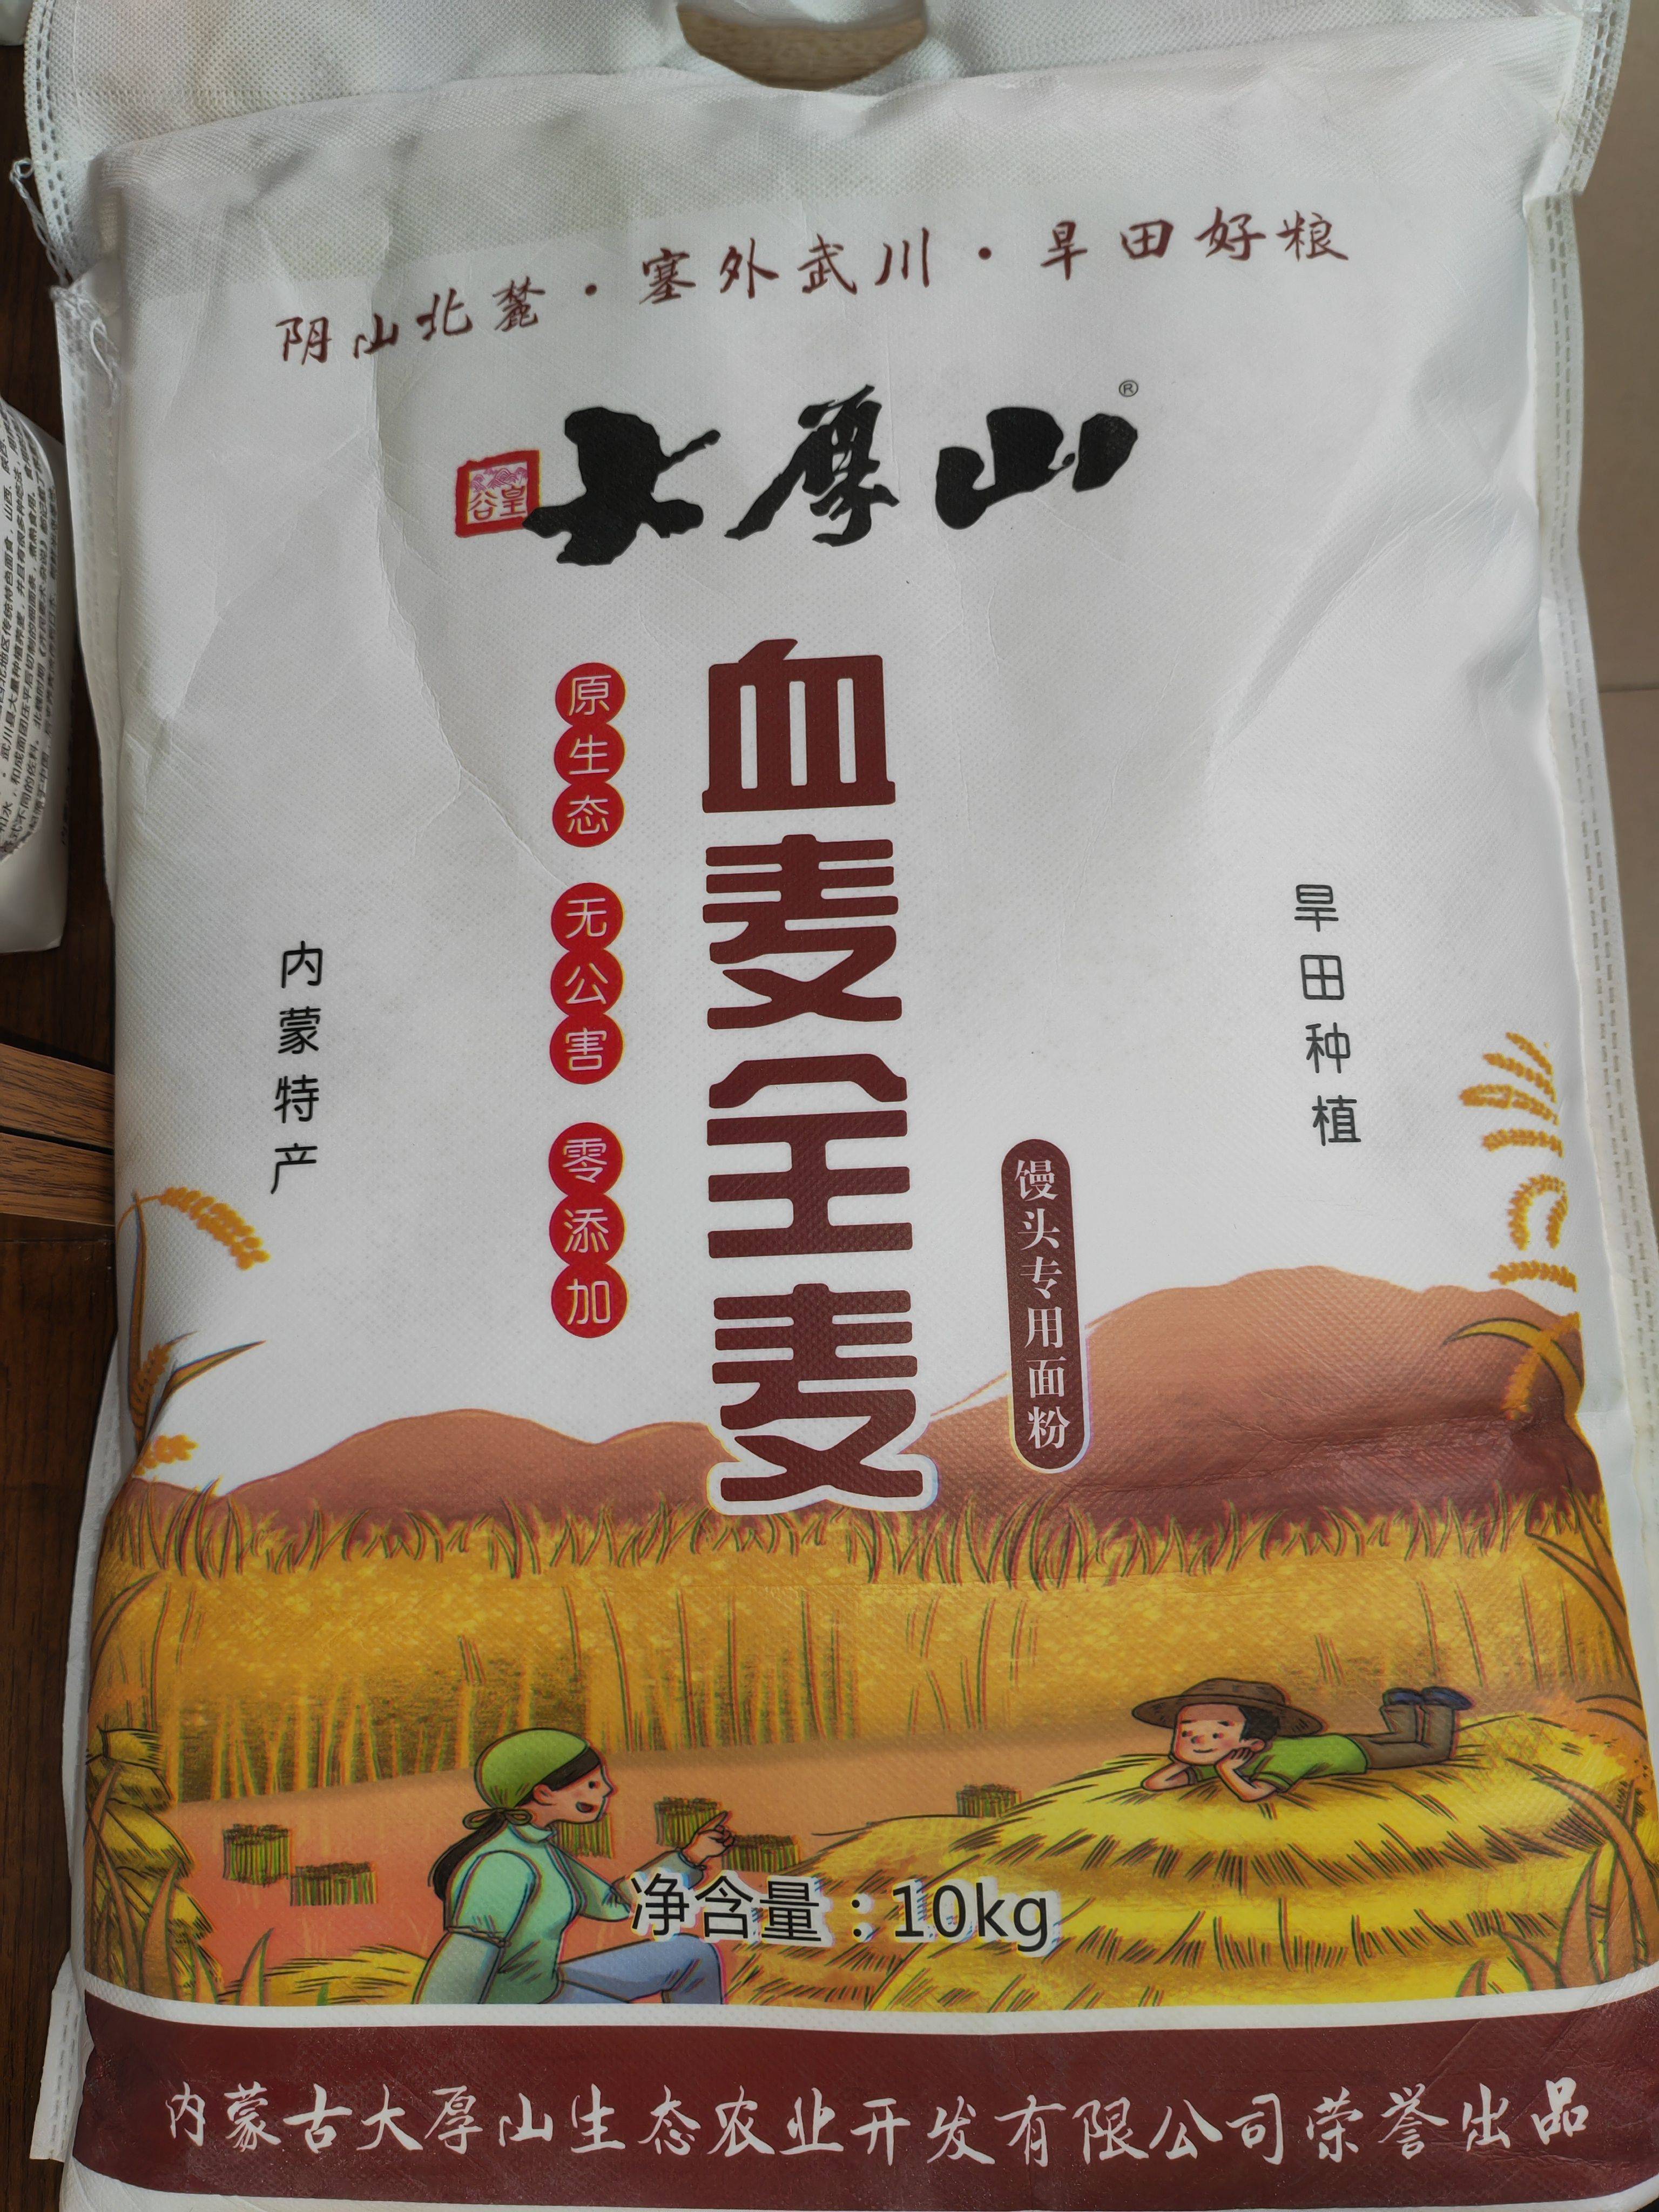 阴山北麓·塞外武川·旱田好粮
谷皇
大厚山®
血麦全麦
原生态
无公害
零添加
馒头专用面粉
内蒙特产
旱田种植
净含量：10kg
内蒙古大厚山生态农业开发有限公司荣誉出品